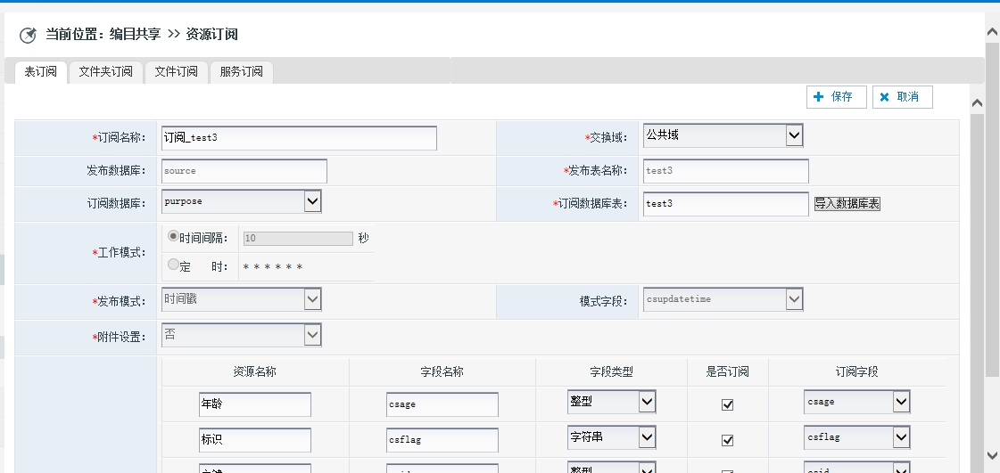 当前位置：编目共享 >> 资源订阅
表订阅 文件夹订阅 文件订阅 服务订阅
保存 取消
*订阅名称： 订阅_test3 *交换域： 公共域
发布数据库： source *发布表名称： test3
订阅数据库： purpose *订阅数据库表： test3 导入数据库表
*工作模式： 时间间隔： 10 秒
定 时： * * * * * *
*发布模式： 时间戳 模式字段： csupdatetime
*附件设置： 否
资源名称 字段名称 字段类型 是否订阅 订阅字段
年龄 csage 整型 csage
标识 csflag 字符串 csflag
整型